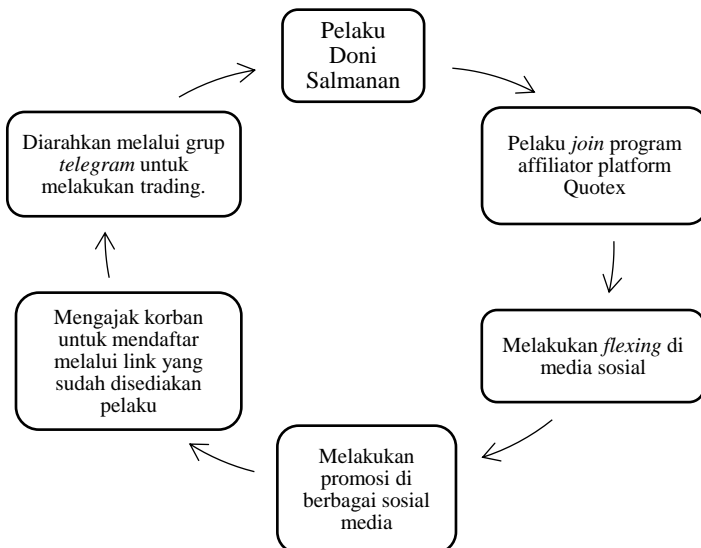 Pelaku
Doni
Salmanan
Pelaku join program
affiliator platform
Quotex
Melakukan flexing di
media sosial
Melakukan
promosi di
berbagai sosial
media
Mengajak korban
untuk mendaftar
melalui link yang
sudah disediakan
pelaku
Diarahkan melalui grup
telegram untuk
melakukan trading.